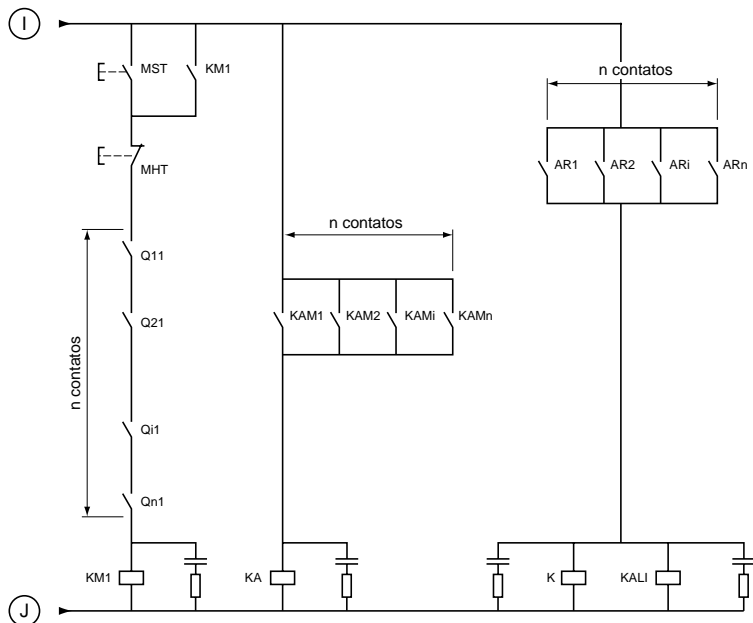 I
MST
KM1
n contatos
MHT
AR1
AR2
ARi
ARn
n contatos
Q11
n contatos
KAM1
KAM2
KAMi
KAMn
Q21
Qi1
Qn1
KM1
KA
K
KALI
J